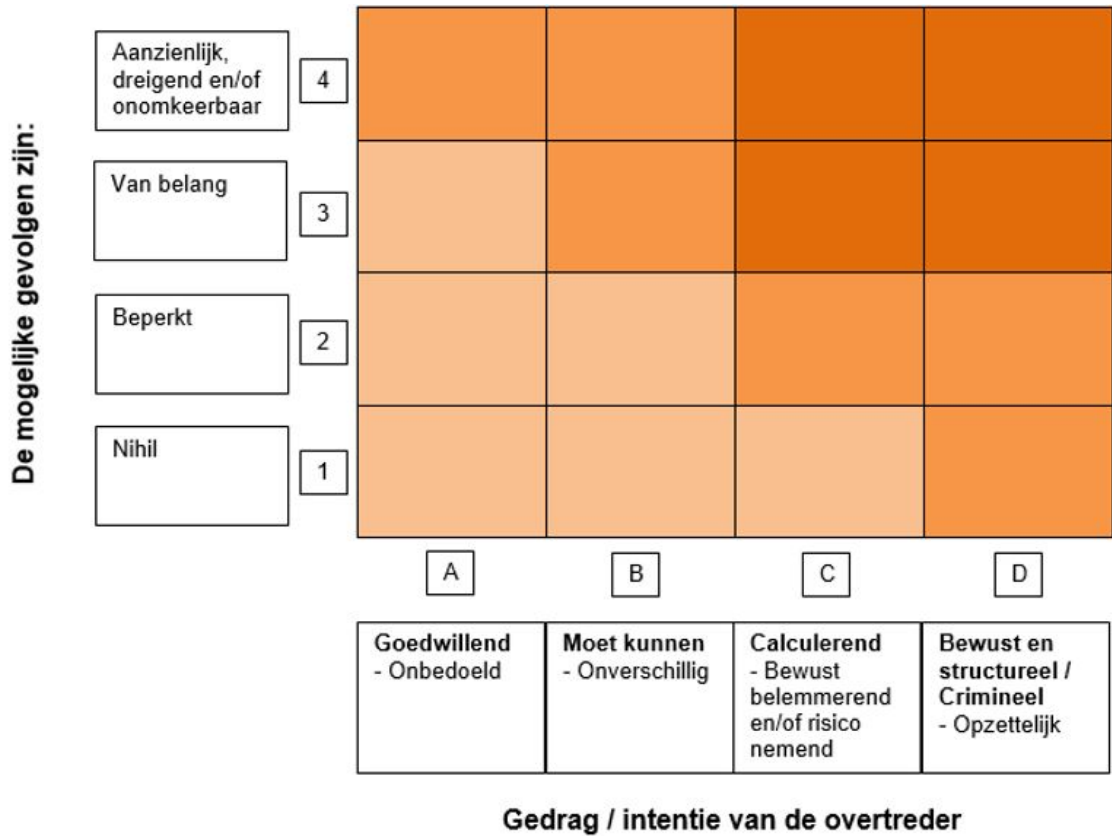 De mogelijke gevolgen zijn:
Aanzienlijk,
dreigend en/of
onomkeerbaar
4
Van belang
3
Beperkt
2
Nihil
1
A
B
C
D
Goedwillend
- Onbedoeld
Moet kunnen
- Onverschillig
Calculerend
- Bewust
belemmerend
en/of risico
nemend
Bewust en
structureel /
Crimineel
- Opzettelijk
Gedrag / intentie van de overtreder